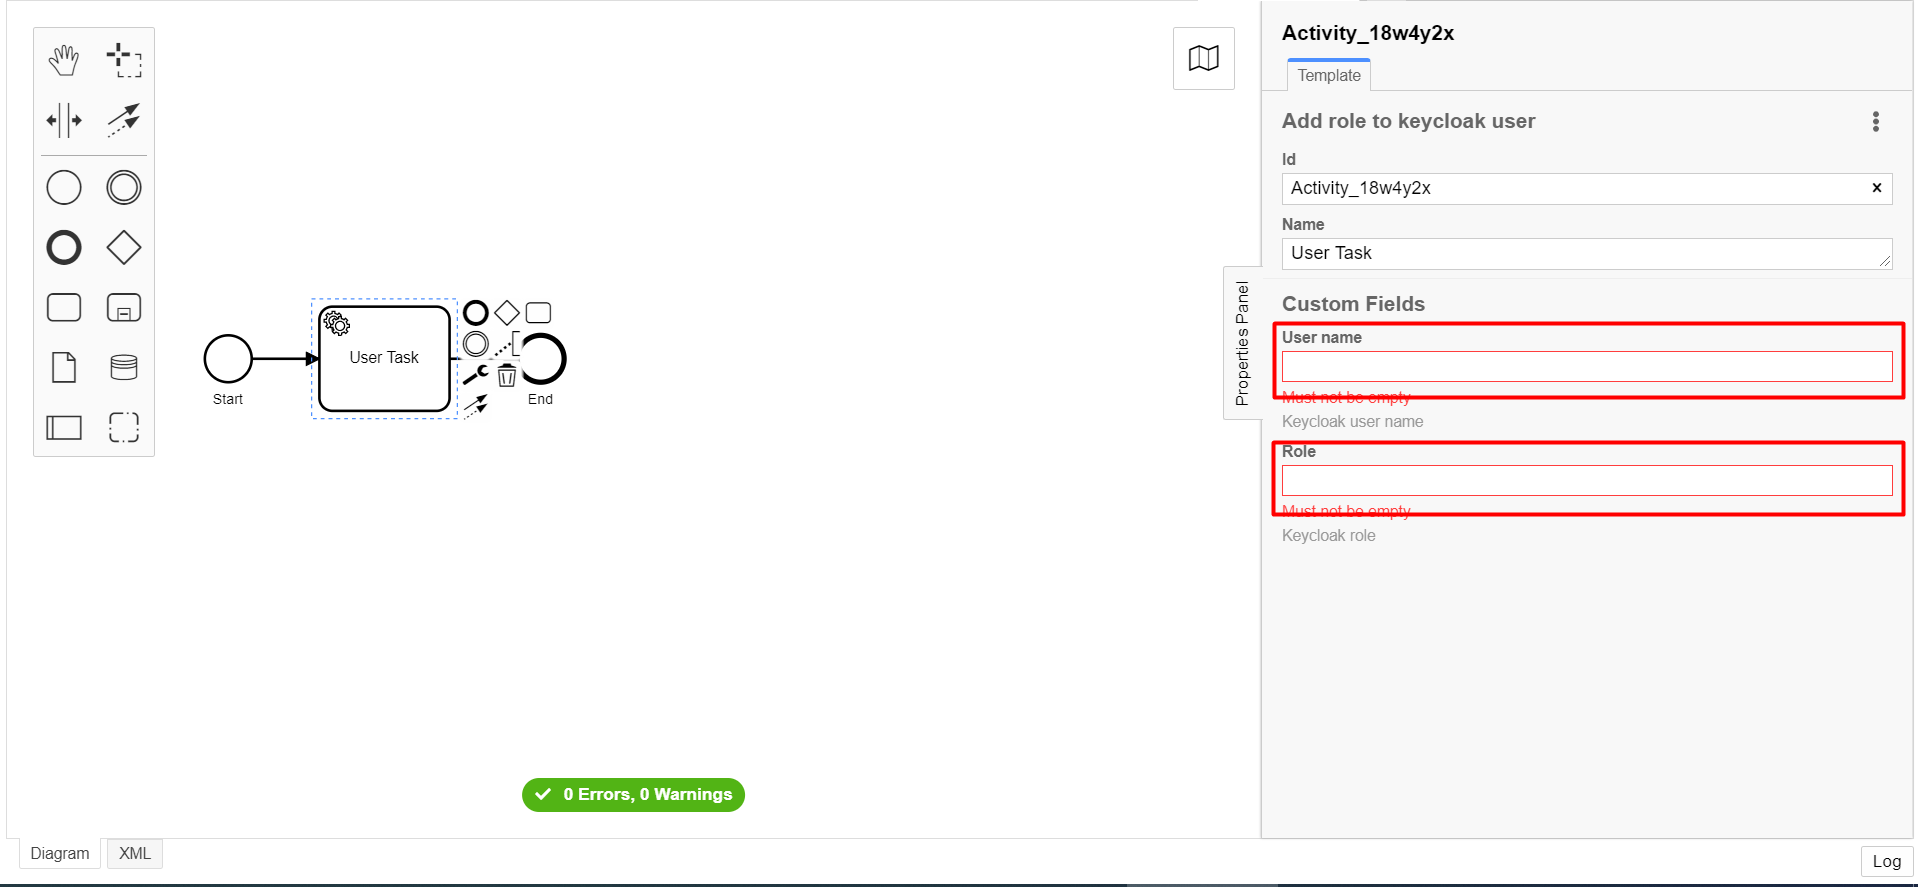 Activity_18w4y2x
Template
Add role to keycloak user
Id
Activity_18w4y2x
Name
User Task
Custom Fields
User name
Must not be empty
Keycloak user name
Role
Must not be empty
Keycloak role
Properties Panel
Start
User Task
End
0 Errors, 0 Warnings
Diagram
XML
Log